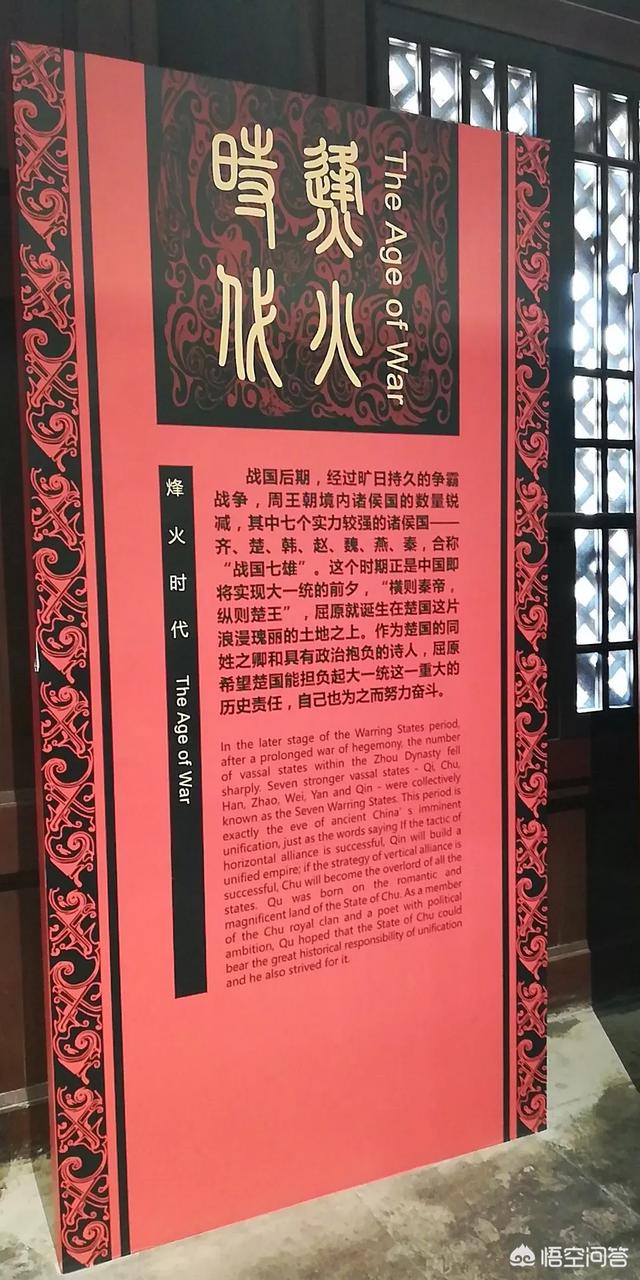 烽火
時代
The Age of War
烽火时代 The Age of War
战国后期，经过旷日持久的争霸
战争，周王朝境内诸侯国的数量锐
减，其中七个实力较强的诸侯国——
齐、楚、韩、赵、魏、燕、秦，合称
“战国七雄”。这个时期正是中国即
将实现大一统的前夕，“横则秦帝，
纵则楚王”，屈原就诞生在楚国这片
浪漫瑰丽的土地之上。作为楚国的同
姓之卿和具有政治抱负的诗人，屈原
希望楚国能担负起大一统这一重大的
历史责任，自己也为之而努力奋斗。
In the later stage of the Warring States period,
after a prolonged war of hegemony, the number
of vassal states within the Zhou Dynasty fell
sharply. Seven stronger vassal states - Qi, Chu,
Han, Zhao, Wei, Yan and Qin - were collectively
known as the Seven Warring States. This period is
exactly the eve of ancient China's imminent
unification, just as the words saying If the tactic of
horizontal alliance is successful, Qin will build a
unified empire; if the strategy of vertical alliance is
successful, Chu will become the overlord of all the
states. Qu was born on the romantic and
magnificent land of the State of Chu. As a member
of the Chu royal clan and a poet with political
ambition, Qu hoped that the State of Chu could
bear the great historical responsibility of unification
and he also strived for it.
悟空问答